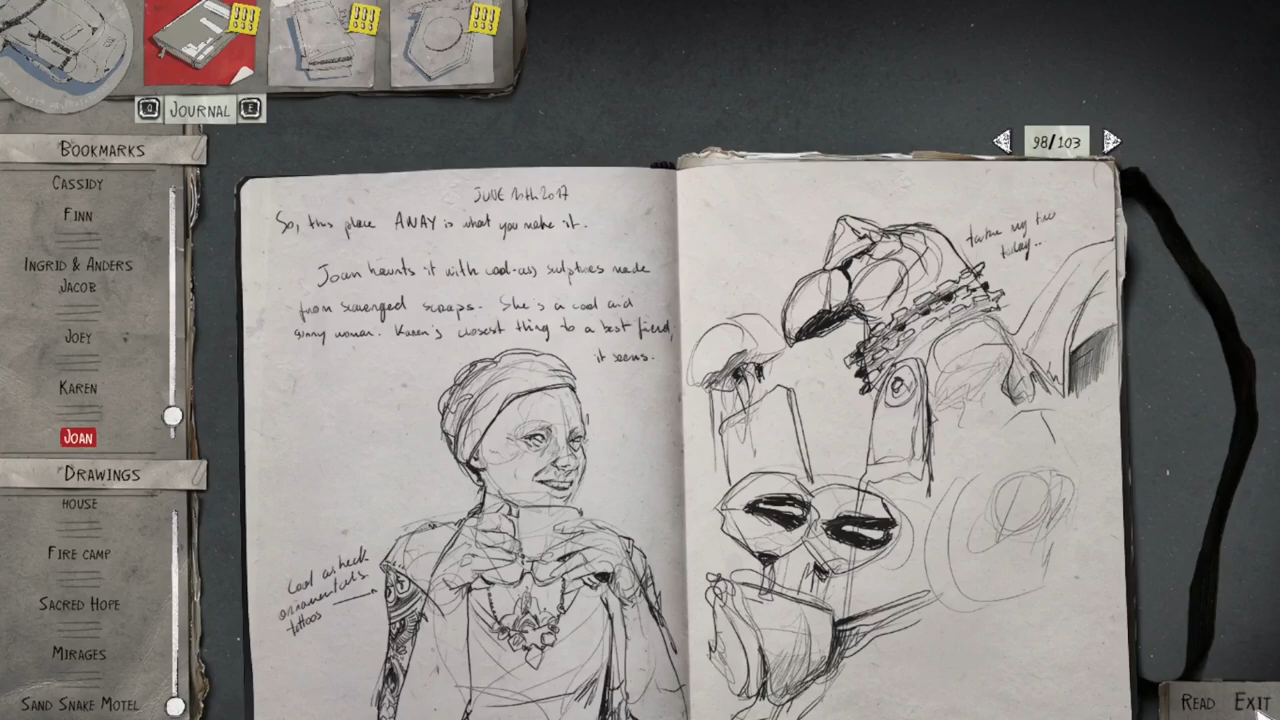 JOURNAL
BOOKMARKS
CASSIDY
FINN
INGRID & ANDERS
JACOB
JOEY
KAREN
JOAN
DRAWINGS
HOUSE
FIRE CAMP
SACRED HOPE
MIRAGES
SAND SNAKE MOTEL
98/103
JUNE 16th 2017
So, this place AWAY is what you make it.
Joan haunts it with cool-ass sculptures made
from scavenged scraps. She's a cool and
woman. Karen's closest thing to a best friend,
it seems.
Cool as heck
ornamentals
tattoos
today..
READ
EXIT